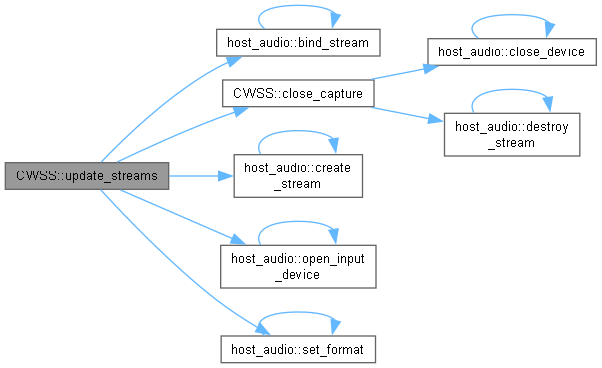 host_audio::bind_stream
host_audio::close_device
CWSS::close_capture
host_audio::destroy
_stream
host_audio::create
_stream
CWSS::update_streams
host_audio::open_input
_device
host_audio::set_format